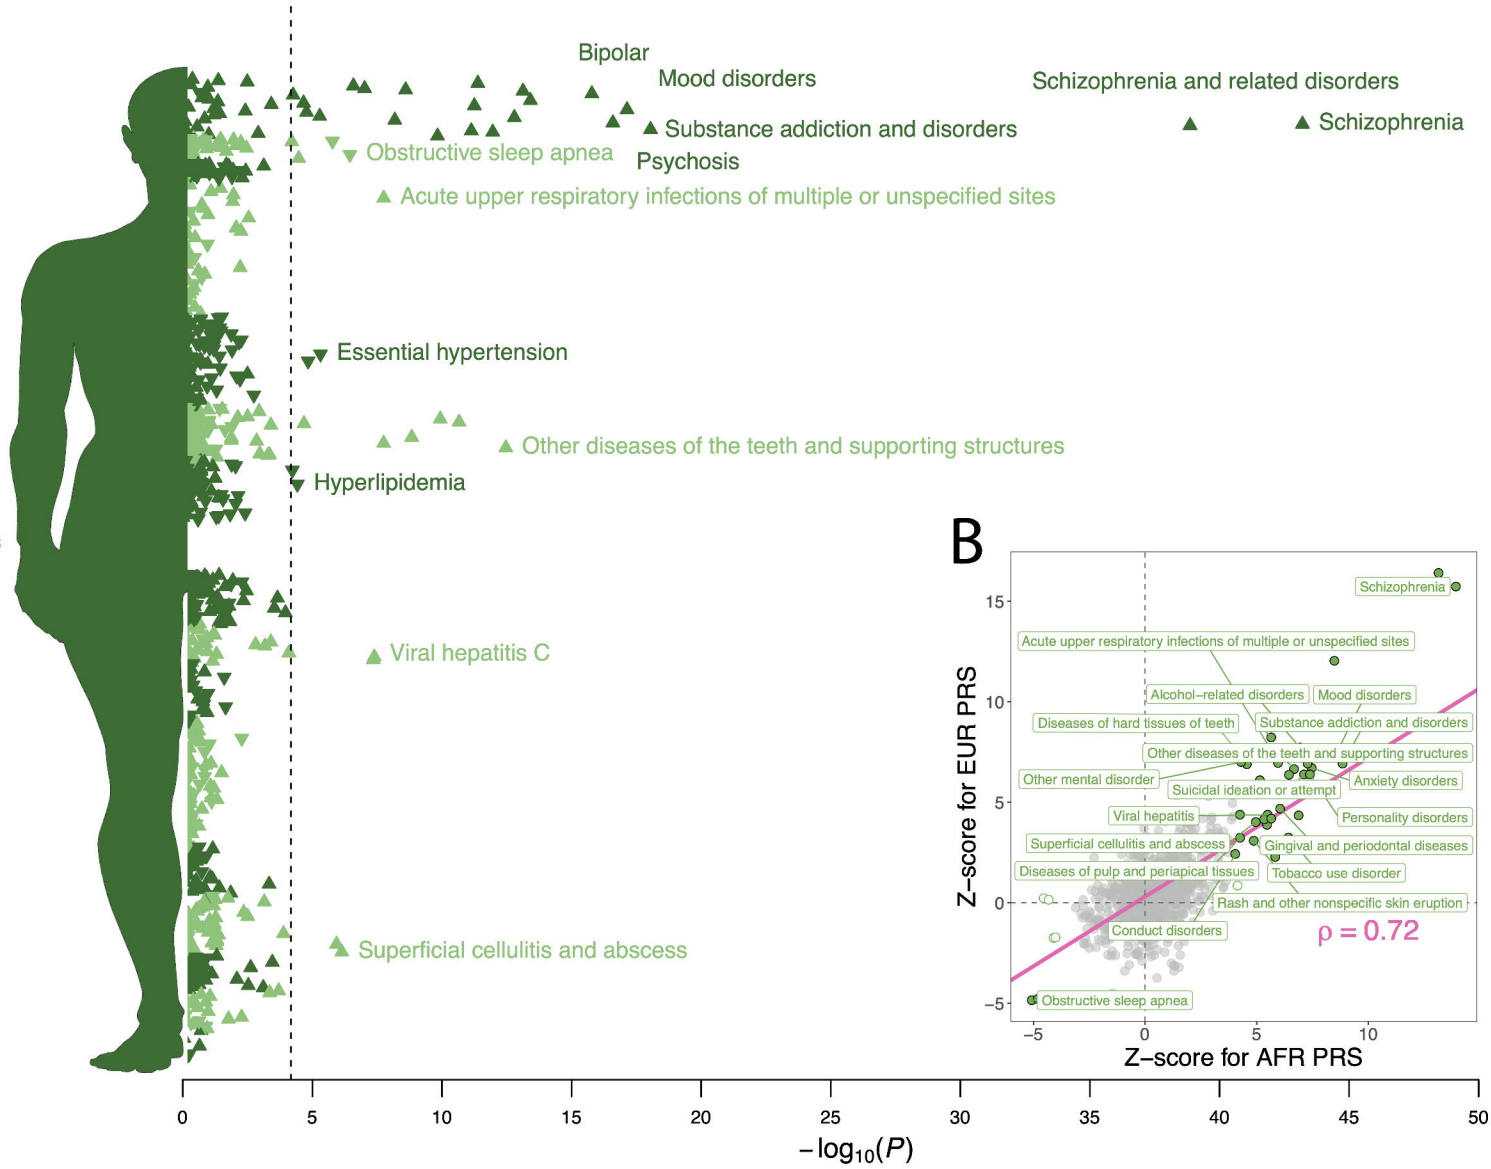 Bipolar
Mood disorders
Schizophrenia and related disorders
Substance addiction and disorders
Schizophrenia
Obstructive sleep apnea
Psychosis
Acute upper respiratory infections of multiple or unspecified sites
Essential hypertension
Other diseases of the teeth and supporting structures
Hyperlipidemia
Viral hepatitis C
Superficial cellulitis and abscess
0 5 10 15 20 25 30 35 40 45 50
−log10(P)
B
Z−score for EUR PRS
15
10
5
0
−5
Schizophrenia
Acute upper respiratory infections of multiple or unspecified sites
Alcohol−related disorders
Mood disorders
Diseases of hard tissues of teeth
Substance addiction and disorders
Other diseases of the teeth and supporting structures
Other mental disorder
Anxiety disorders
Suicidal ideation or attempt
Viral hepatitis
Personality disorders
Superficial cellulitis and abscess
Gingival and periodontal diseases
Diseases of pulp and periapical tissues
Tobacco use disorder
Rash and other nonspecific skin eruption
Conduct disorders
ρ = 0.72
Obstructive sleep apnea
−5 0 5 10
Z−score for AFR PRS